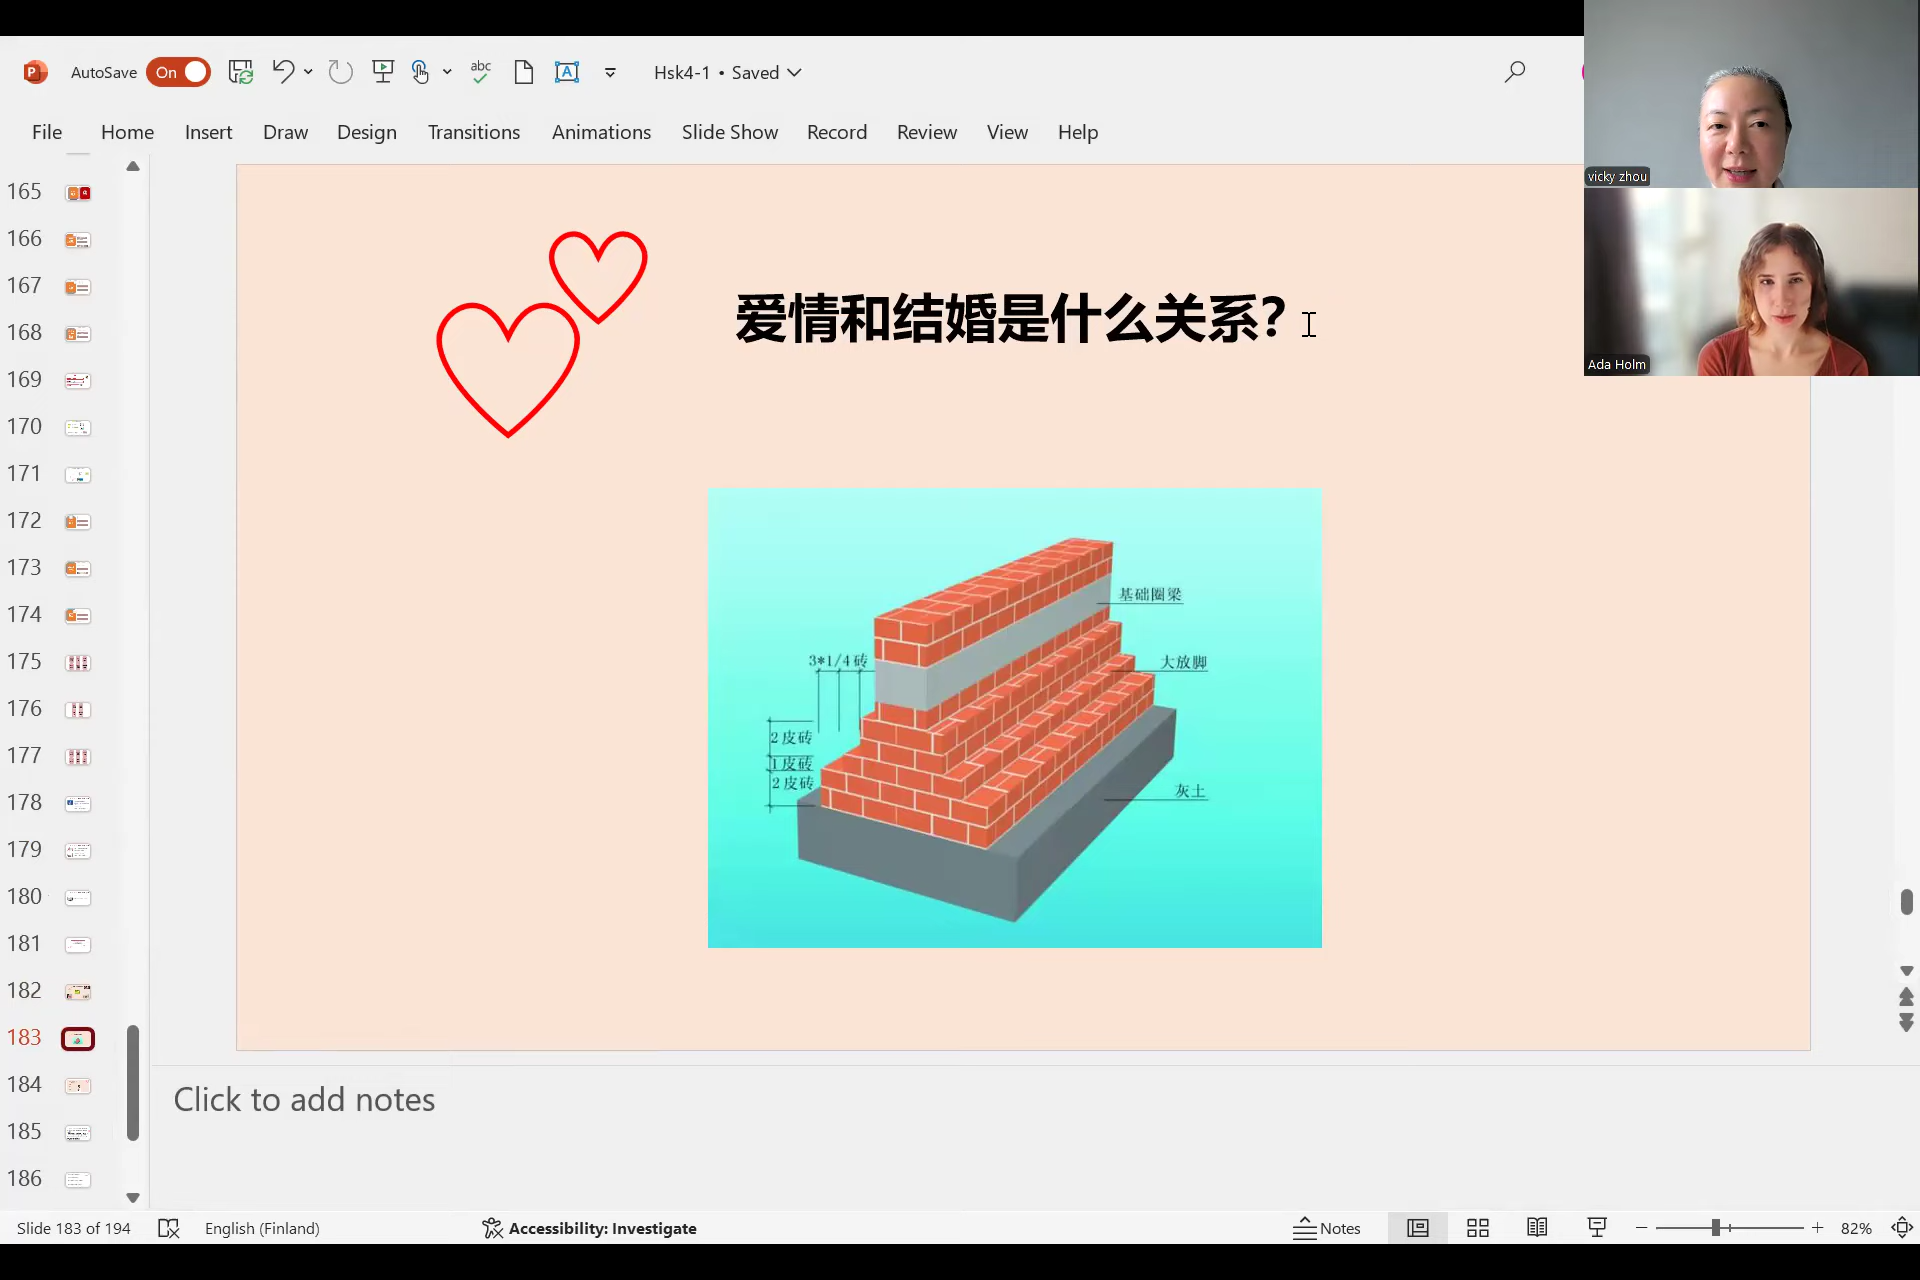 AutoSave
On
abc
A
Hsk4-1 • Saved
File
Home
Insert
Draw
Design
Transitions
Animations
Slide Show
Record
Review
View
Help
vicky zhou
Ada Holm
165
166
167
168
169
170
171
172
173
174
175
176
177
178
179
180
181
182
183
184
185
186
爱情和结婚是什么关系?
基础圈梁
3*1/4砖
大放脚
2皮砖
1皮砖
2皮砖
灰土
Click to add notes
Slide 183 of 194
English (Finland)
Accessibility: Investigate
Notes
82%